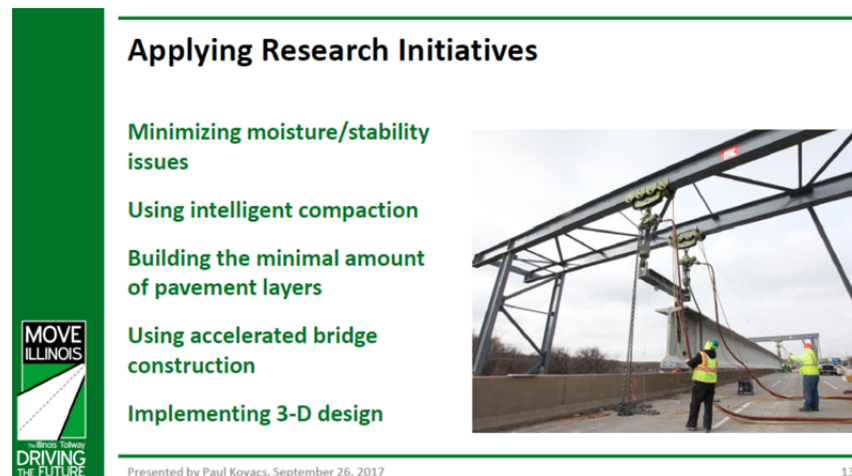 Applying Research Initiatives
Minimizing moisture/stability
issues
Using intelligent compaction
Building the minimal amount
of pavement layers
Using accelerated bridge
construction
Implementing 3-D design
MOVE
ILLINOIS
The Illinois Tollway
DRIVING
THE FUTURE
Presented by Paul Kovacs, September 26, 2017
13